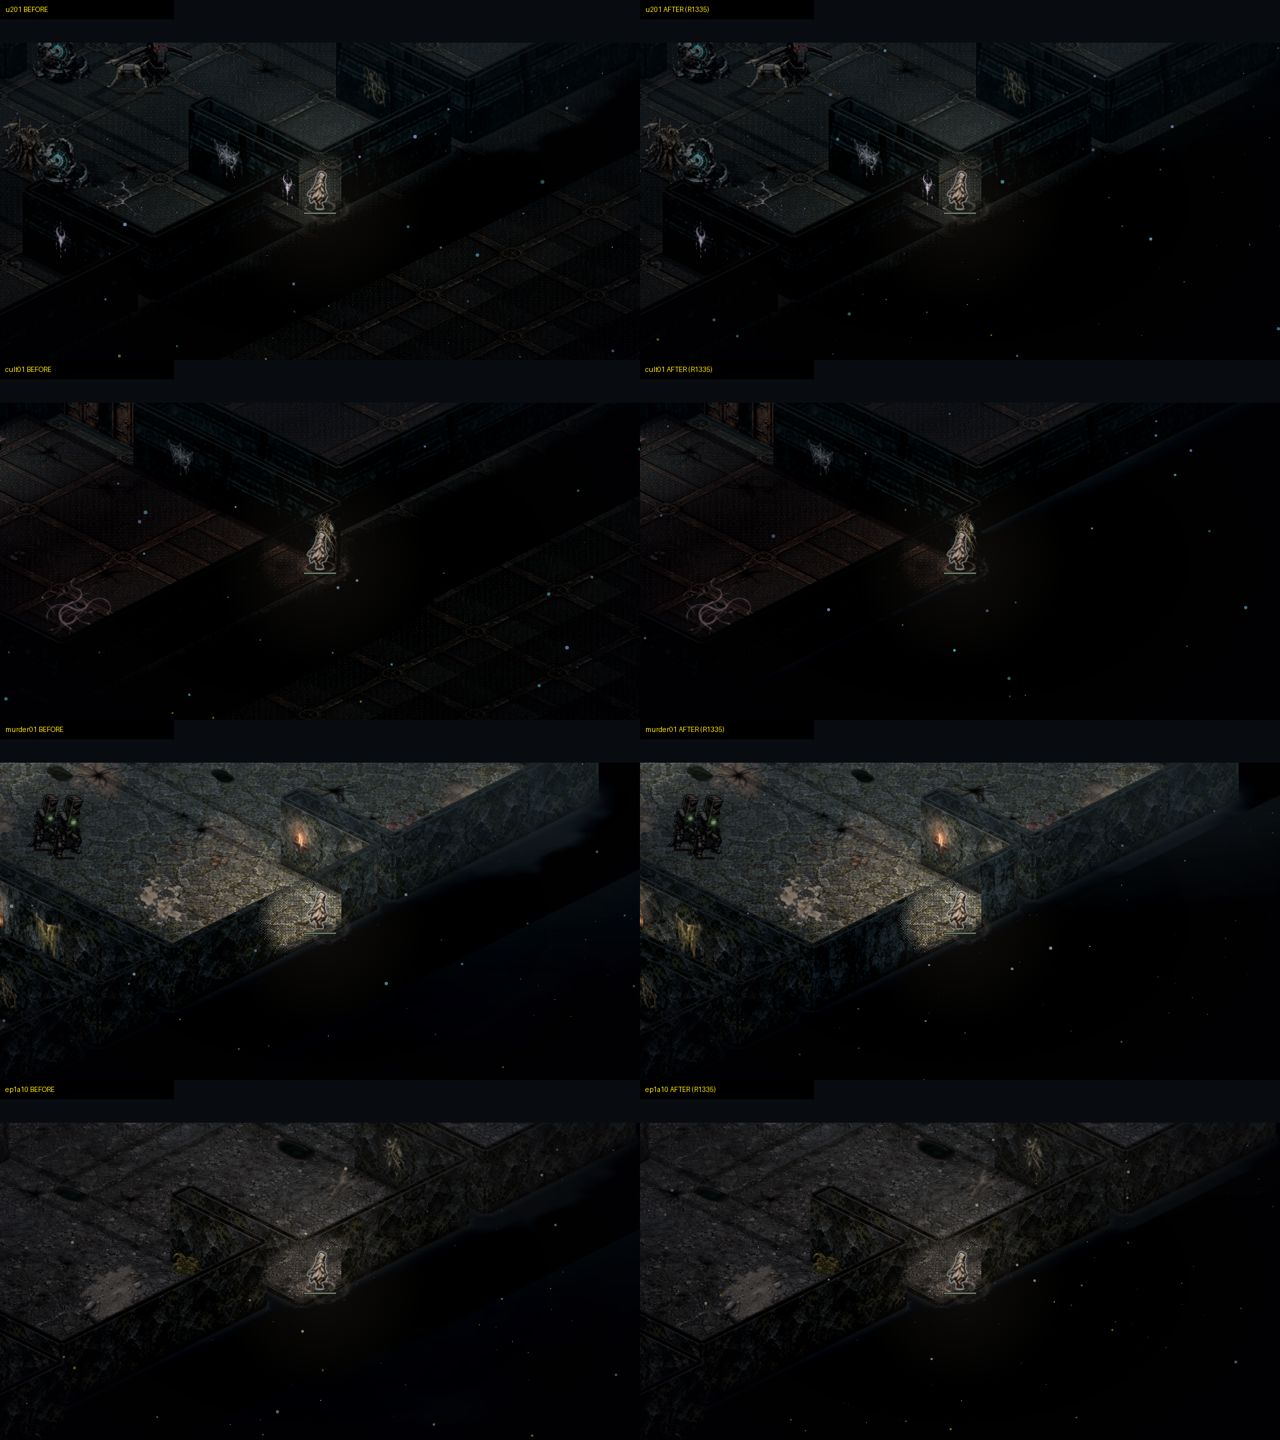 u201 BEFORE
u201 AFTER (R1335)
cult01 BEFORE
cult01 AFTER (R1335)
murder01 BEFORE
murder01 AFTER (R1335)
ep1a10 BEFORE
ep1a10 AFTER (R1335)